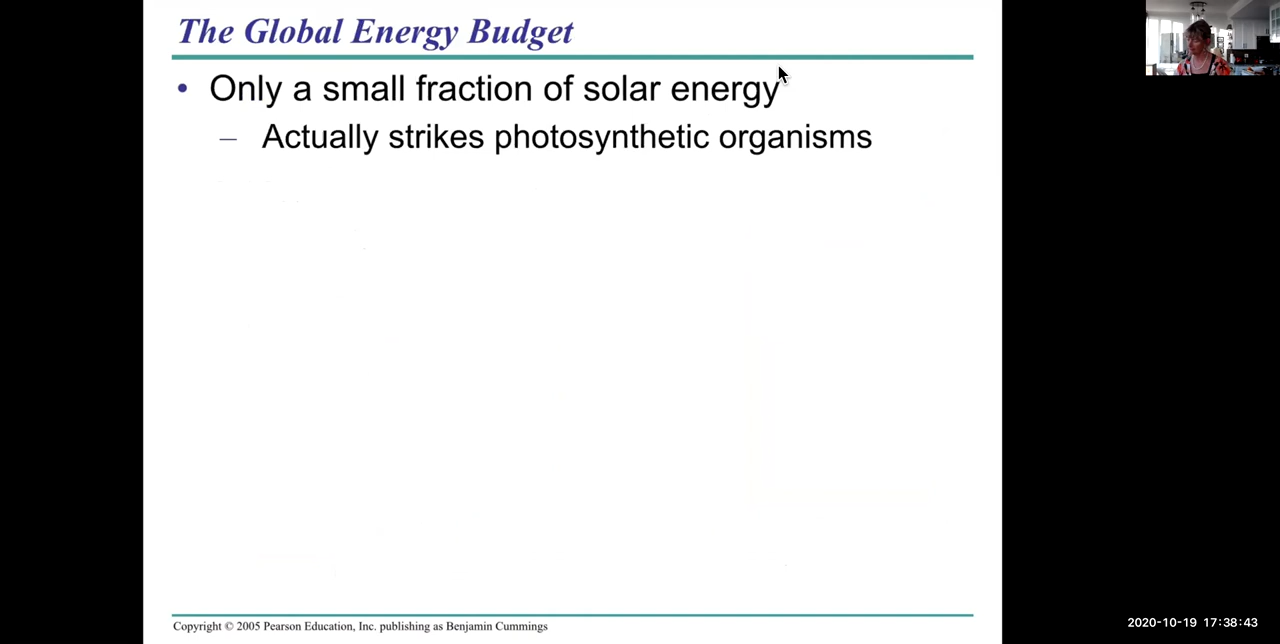 The Global Energy Budget
• Only a small fraction of solar energy
– Actually strikes photosynthetic organisms
Copyright © 2005 Pearson Education, Inc. publishing as Benjamin Cummings
2020-10-19 17:38:43